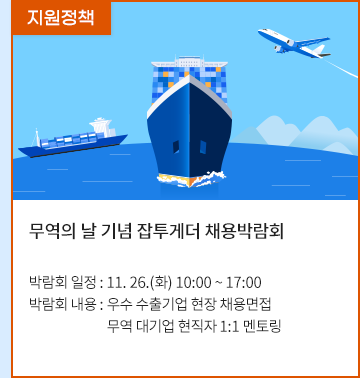 지원정책
무역의 날 기념 잡투게더 채용박람회
박람회 일정 : 11. 26.(화) 10:00 ~ 17:00
박람회 내용 : 우수 수출기업 현장 채용면접
무역 대기업 현직자 1:1 멘토링